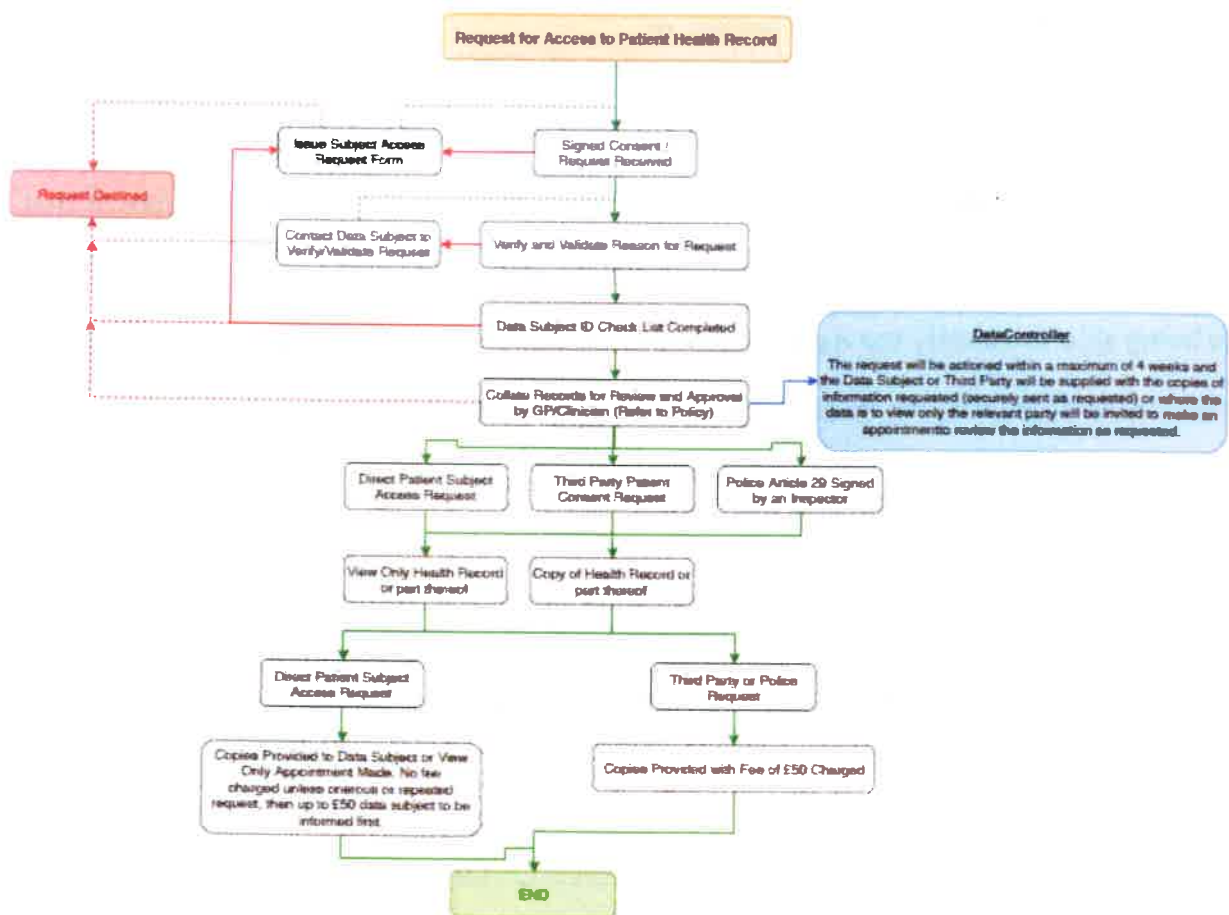 Request for Access to Patient Health Record
Issue Subject Access
Request Form
Signed Consent /
Request Received
Request Declined
Contact Data Subject to
Verify/Validate Request
Verify and Validate Reason for Request
Data Subject ID Check List Completed
DataController
The request will be actioned within a maximum of 4 weeks and
the Data Subject or Third Party will be supplied with the copies of
information requested (securely sent as requested) or where the
data is to view only the relevant party will be invited to make an
appointmentto review the information as requested.
Collate Records for Review and Approval
by GP/Clinician (Refer to Policy)
Direct Patient Subject
Access Request
Third Party Patient
Consent Request
Police Article 29 Signed
by an Inspector
View Only Health Record
or part thereof
Copy of Health Record or
part thereof
Direct Patient Subject
Access Request
Third Party or Police
Request
Copies Provided to Data Subject or View
Only Appointment Made. No fee
charged unless onerous or repeated
request, then up to £50 data subject to be
informed first
Copies Provided with Fee of £50 Charged
END